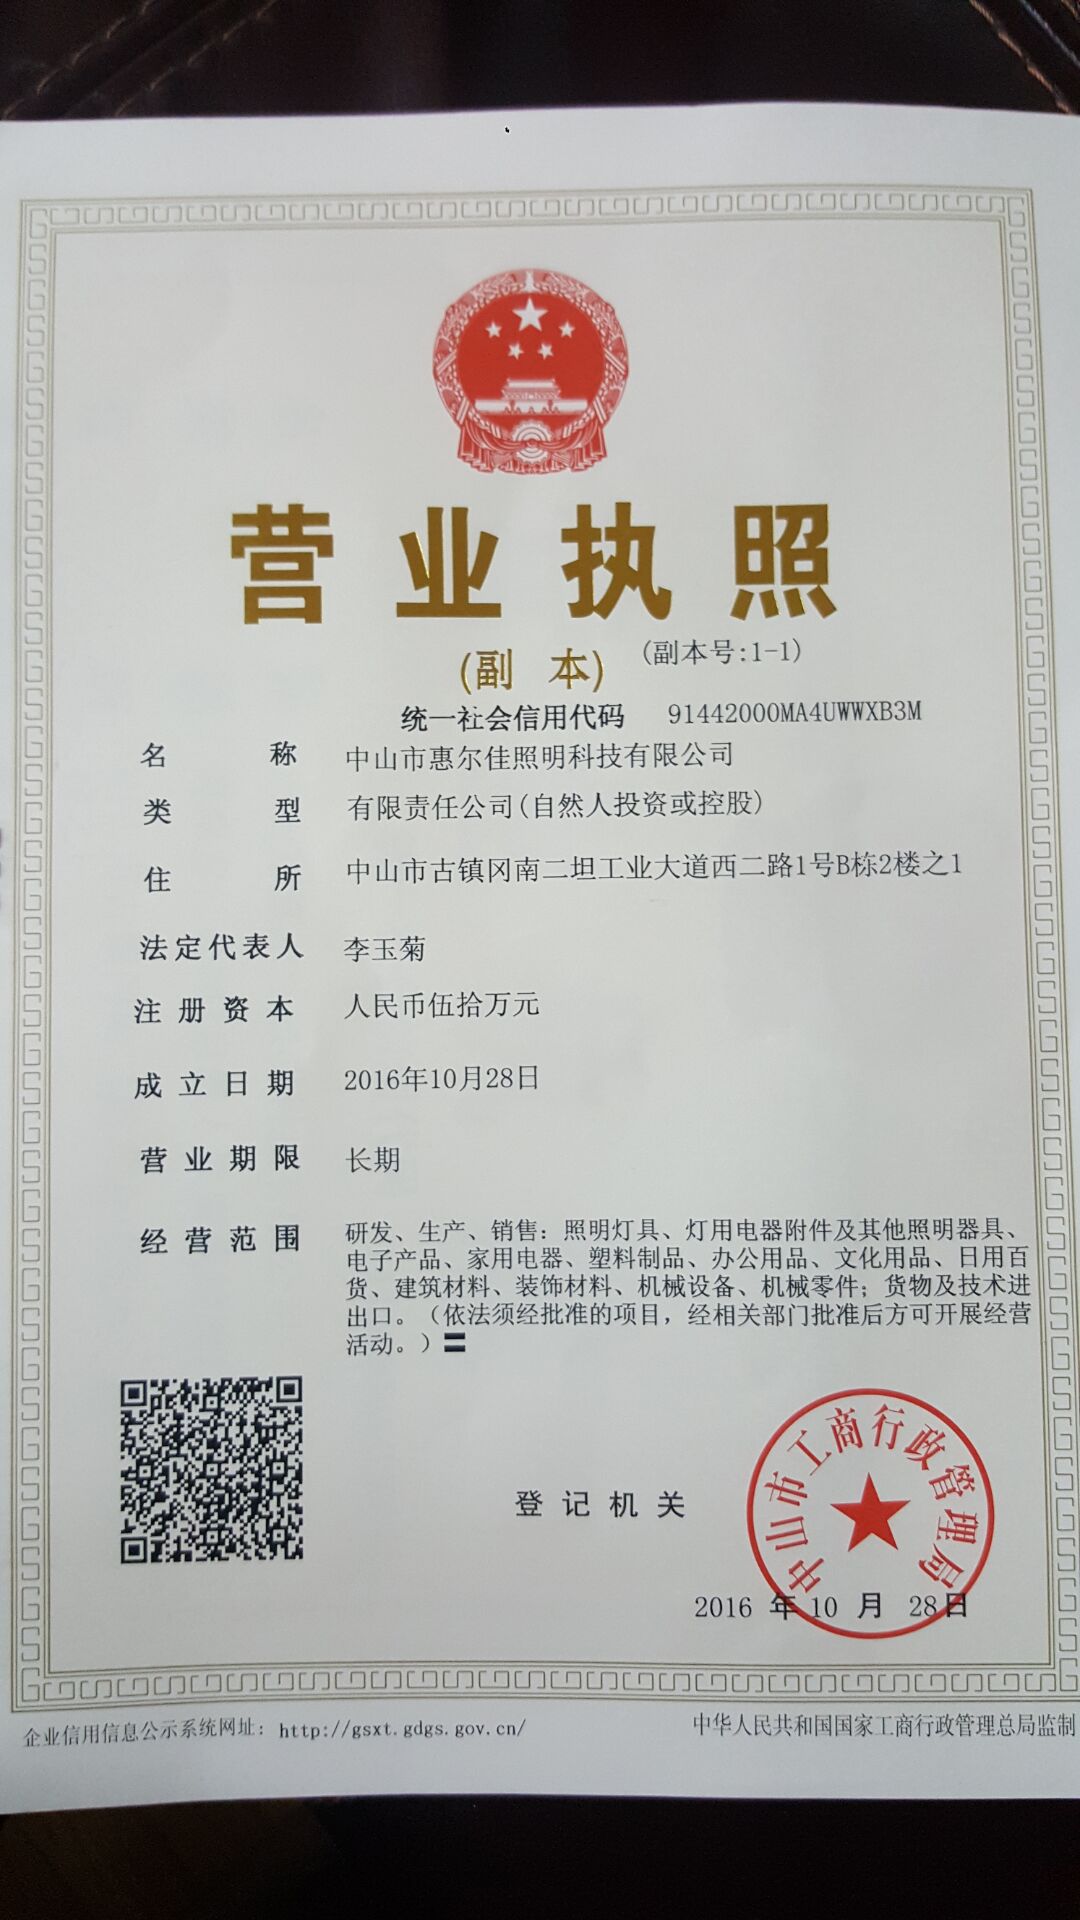 营业执照
(副 本) (副本号:1-1)
统一社会信用代码 91442000MA4UWWXB3M
名称 中山市惠尔佳照明科技有限公司
类型 有限责任公司(自然人投资或控股)
住所 中山市古镇冈南二坦工业大道西二路1号B栋2楼之1
法定代表人 李玉菊
注册资本 人民币伍拾万元
成立日期 2016年10月28日
营业期限 长期
经营范围 研发、生产、销售：照明灯具、灯用电器附件及其他照明器具、
电子产品、家用电器、塑料制品、办公用品、文化用品、日用百
货、建筑材料、装饰材料、机械设备、机械零件；货物及技术进
出口。（依法须经批准的项目，经相关部门批准后方可开展经营
活动。）〓
登记机关
中山市工商行政管理局
2016 年 10 月 28日
企业信用信息公示系统网址：http://gsxt.gdgs.gov.cn/
中华人民共和国国家工商行政管理总局监制